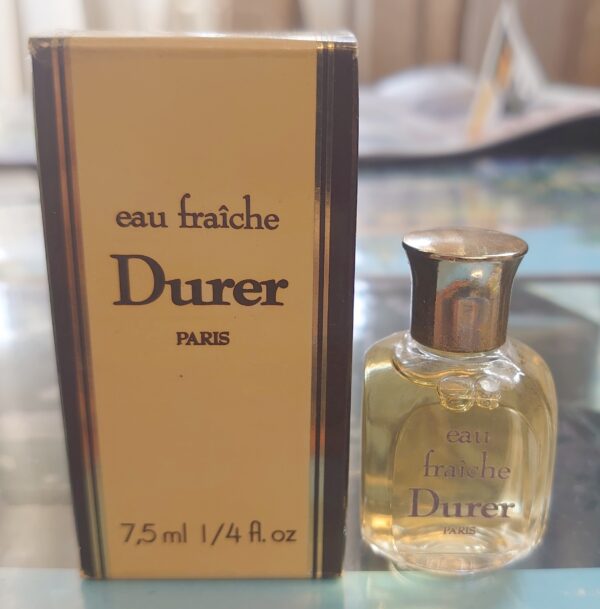 eau fraîche
Durer
PARIS
7,5 ml 1/4 fl. oz
eau
fraîche
Durer
PARIS